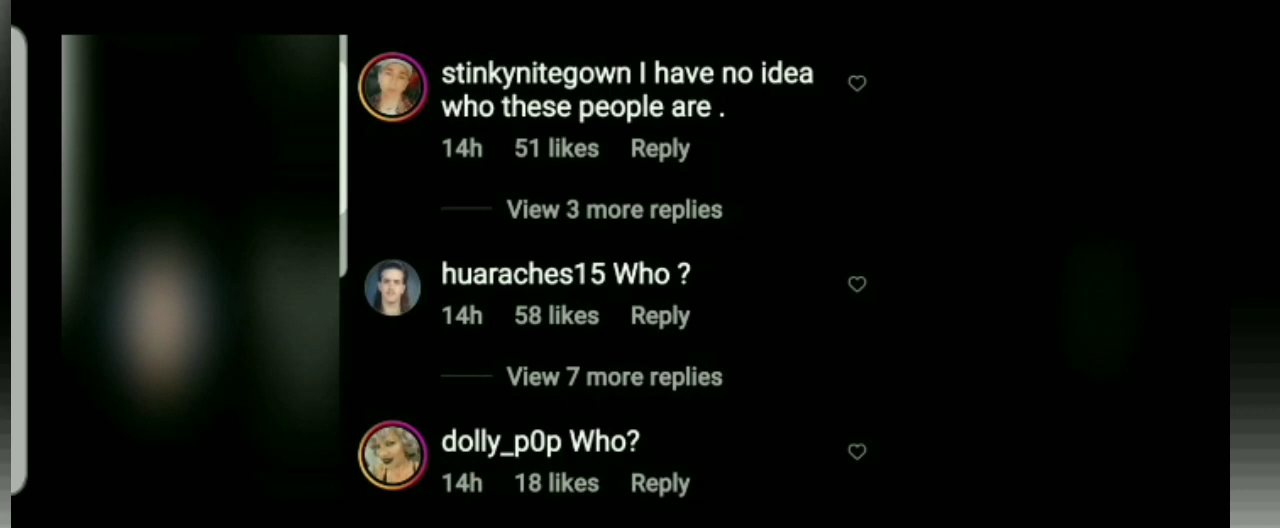 stinkynitegown I have no idea
who these people are .
14h 51 likes Reply
View 3 more replies
huaraches15 Who ?
14h 58 likes Reply
View 7 more replies
dolly_p0p Who?
14h 18 likes Reply